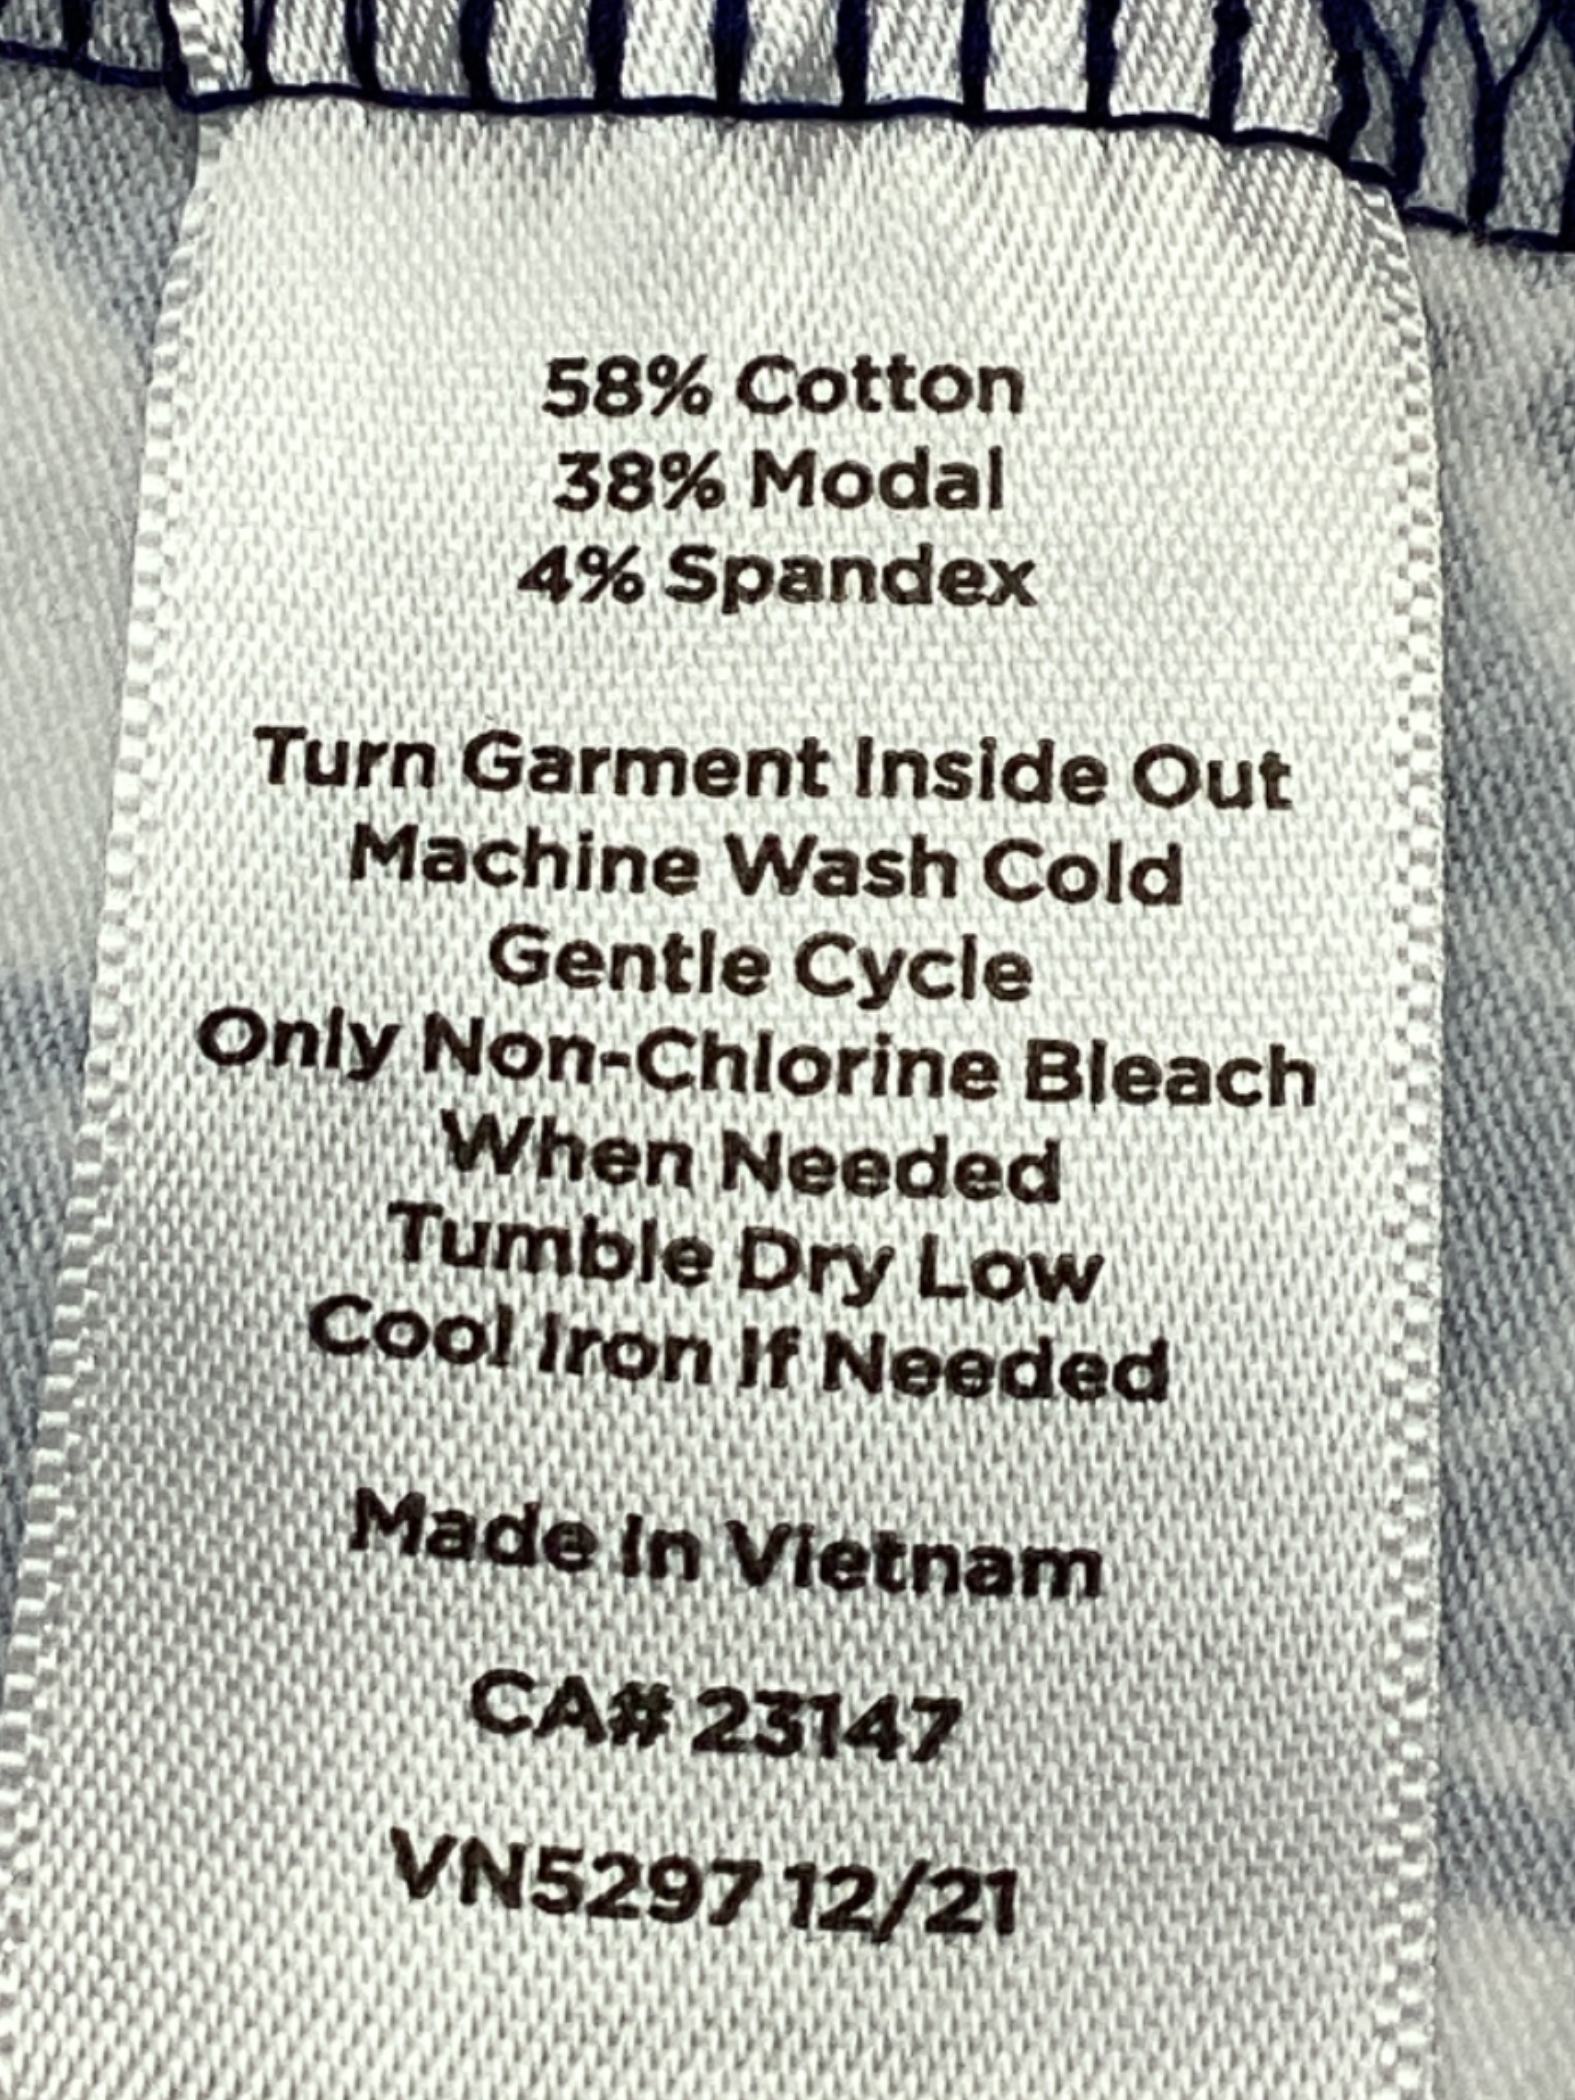 58% Cotton
38% Modal
4% Spandex
Turn Garment Inside Out
Machine Wash Cold
Gentle Cycle
Only Non-Chlorine Bleach
When Needed
Tumble Dry Low
Cool Iron If Needed
Made In Vietnam
CA# 23147
VN5297 12/21